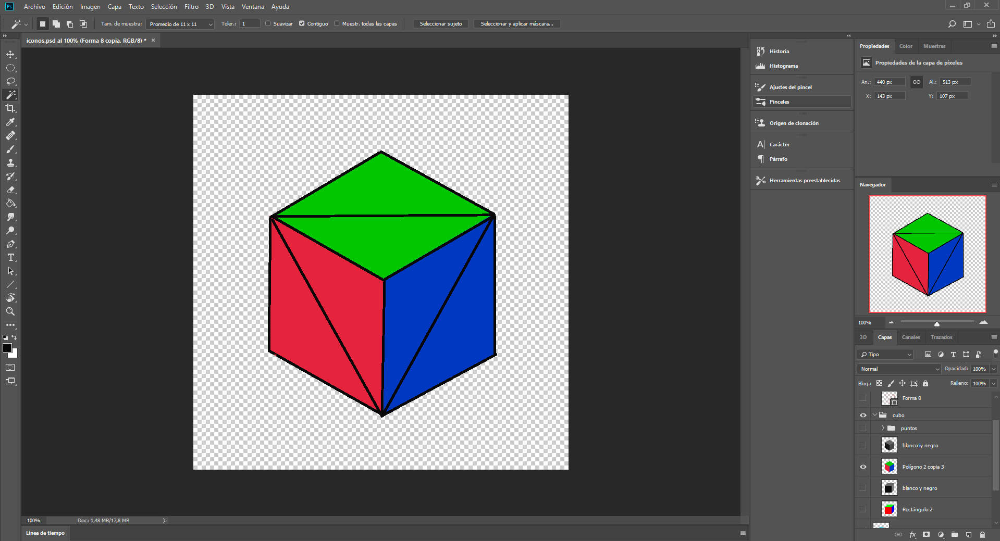 Ps Archivo Edición Imagen Capa Texto Selección Filtro 3D Vista Ventana Ayuda
Tam. de muestra: Promedio de 11 x 11 Toler.: 1 Suavizar Contiguo Muestr. todas las capas Seleccionar sujeto Seleccionar y aplicar máscara...
iconos.psd al 100% (Forma 8 copia, RGB/8) *
Historia
Histograma
Ajustes del pincel
Pinceles
Origen de clonación
Carácter
Párrafo
Herramientas preestablecidas
Propiedades Color Muestras
Propiedades de la capa de píxeles
An.: 440 px Al.: 513 px
X: 143 px Y: 107 px
Navegador
100%
3D Capas Canales Trazados
Tipo
Normal Opacidad: 100%
Bloq.: Relleno: 100%
Forma 8
cubo
puntos
blanco iy negro
Polígono 2 copia 3
blanco y negro
Rectángulo 2
fx
100% Doc: 1,48 MB/17,8 MB
Línea de tiempo